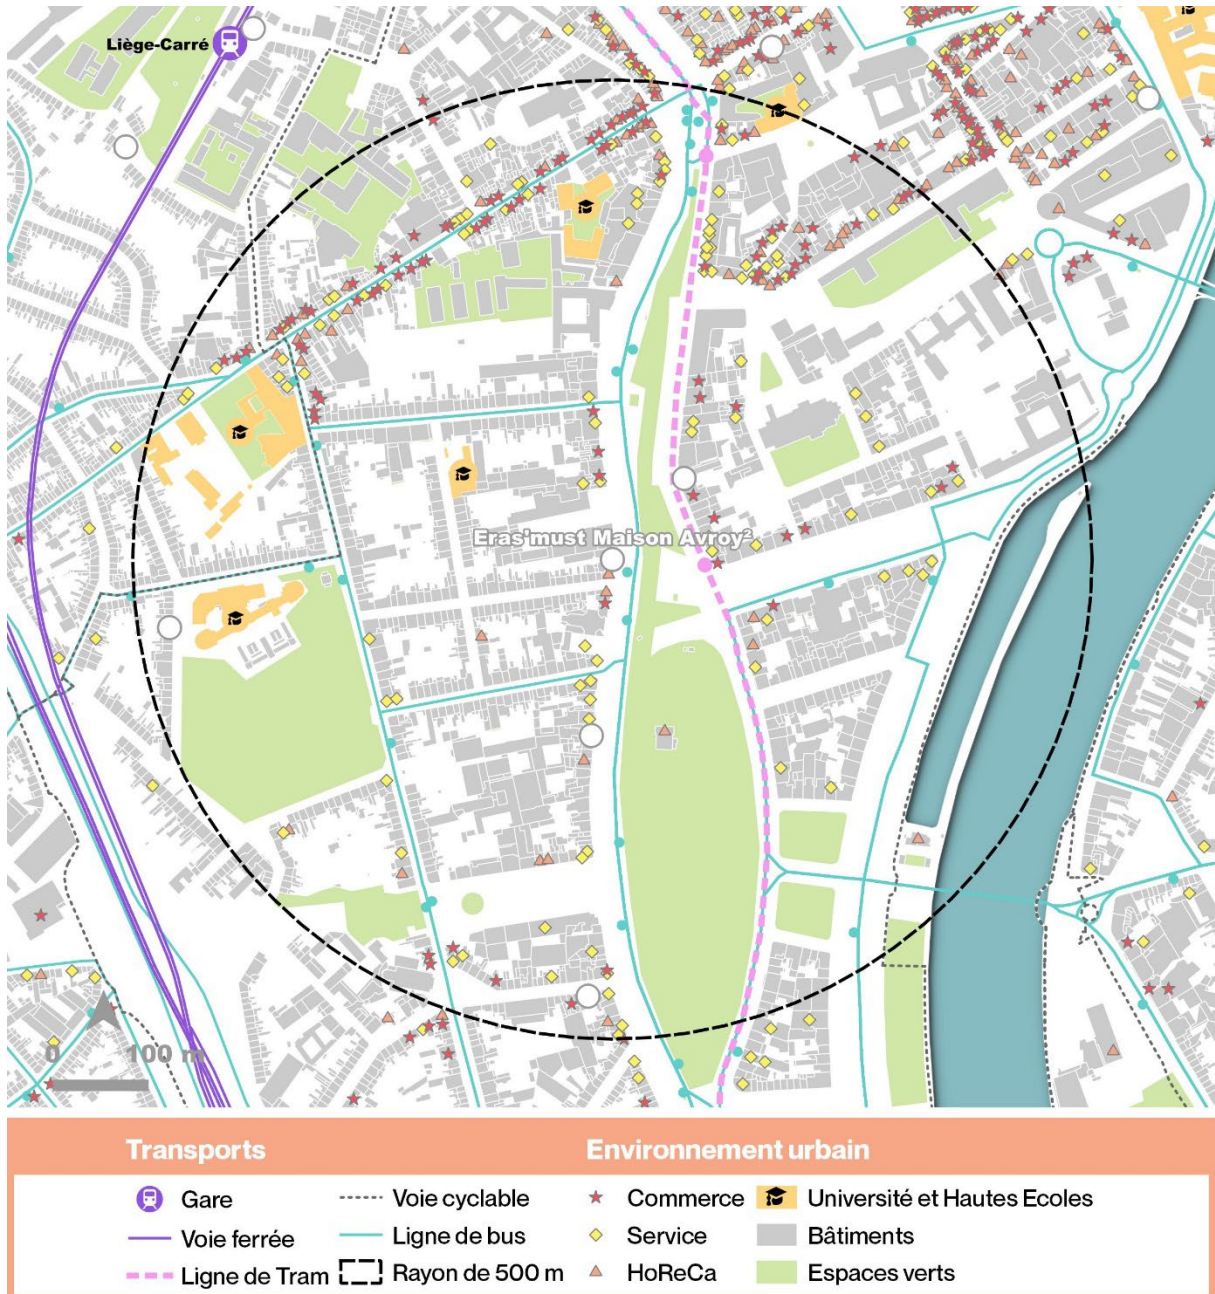 Liège-Carré
Eras'must Maison Avroy²
0 100 m
Transports
Environnement urbain
Gare
Voie cyclable
Commerce
Université et Hautes Ecoles
Voie ferrée
Ligne de bus
Service
Bâtiments
Ligne de Tram
Rayon de 500 m
HoReCa
Espaces verts